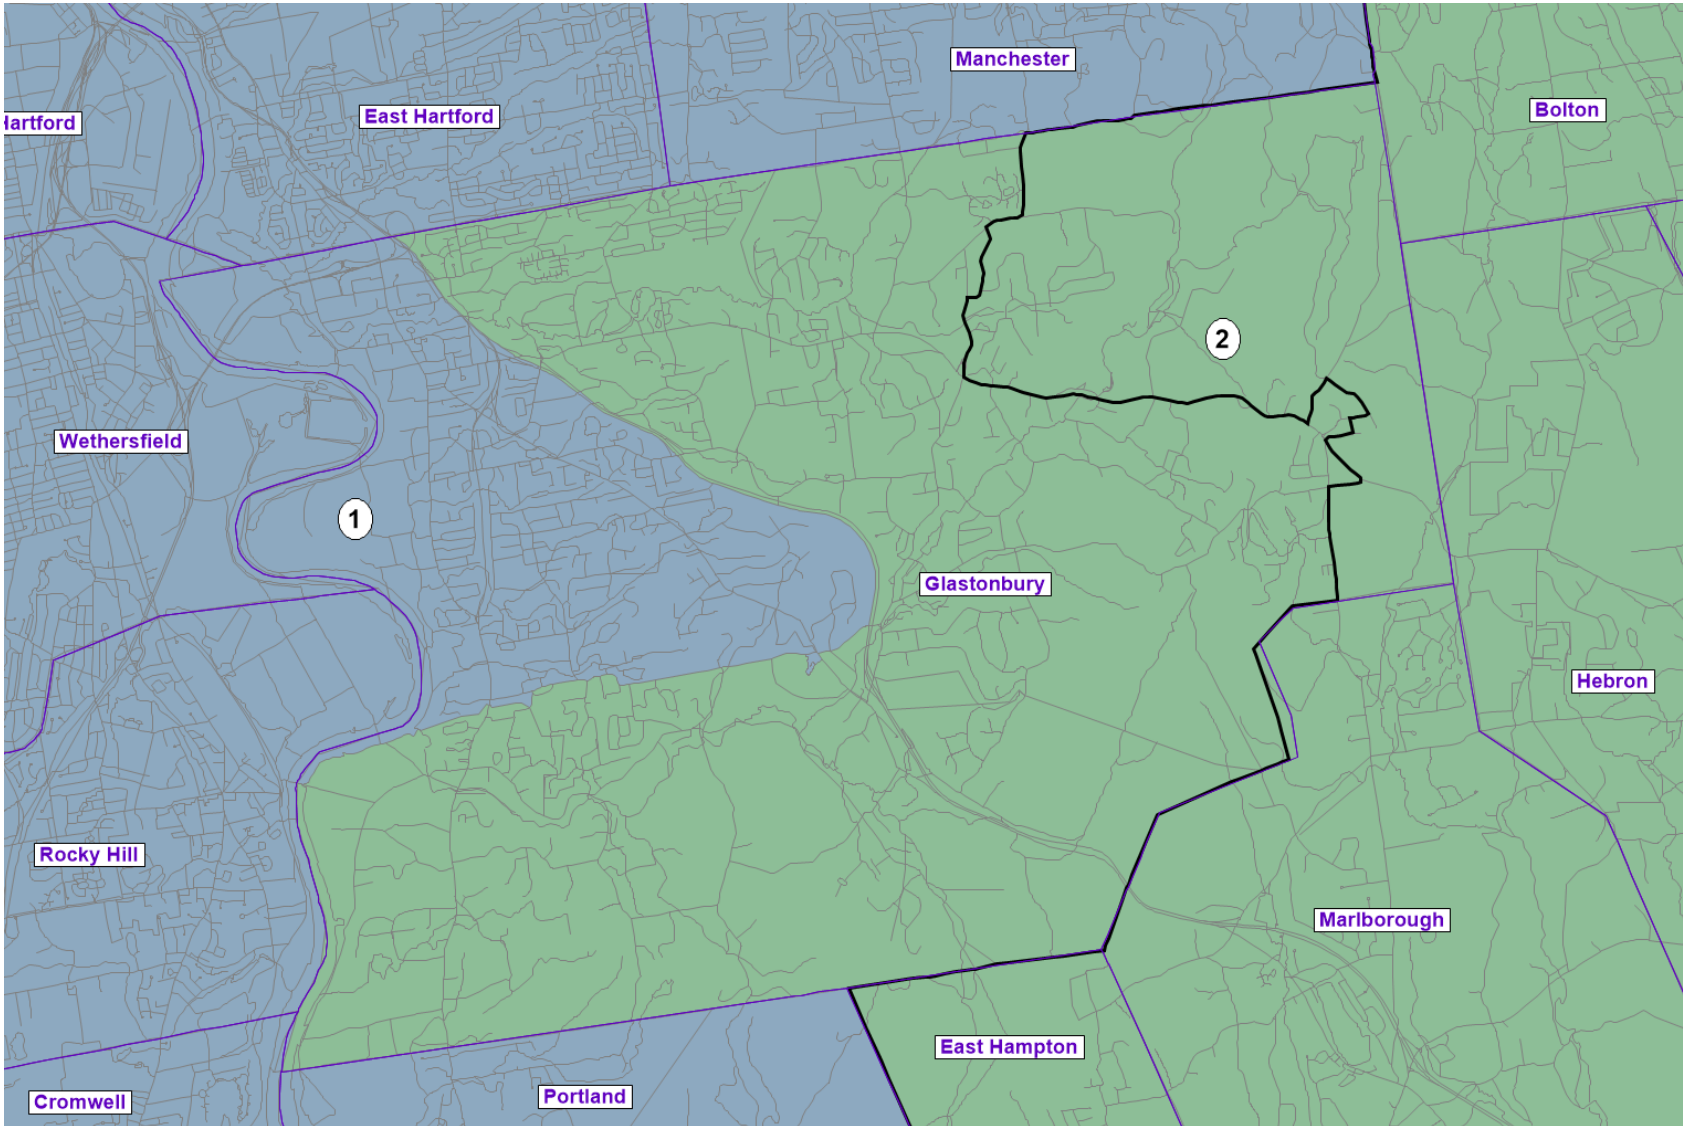 Manchester
Bolton
East Hartford
Hartford
2
Wethersfield
1
Glastonbury
Hebron
Rocky Hill
Marlborough
East Hampton
Portland
Cromwell